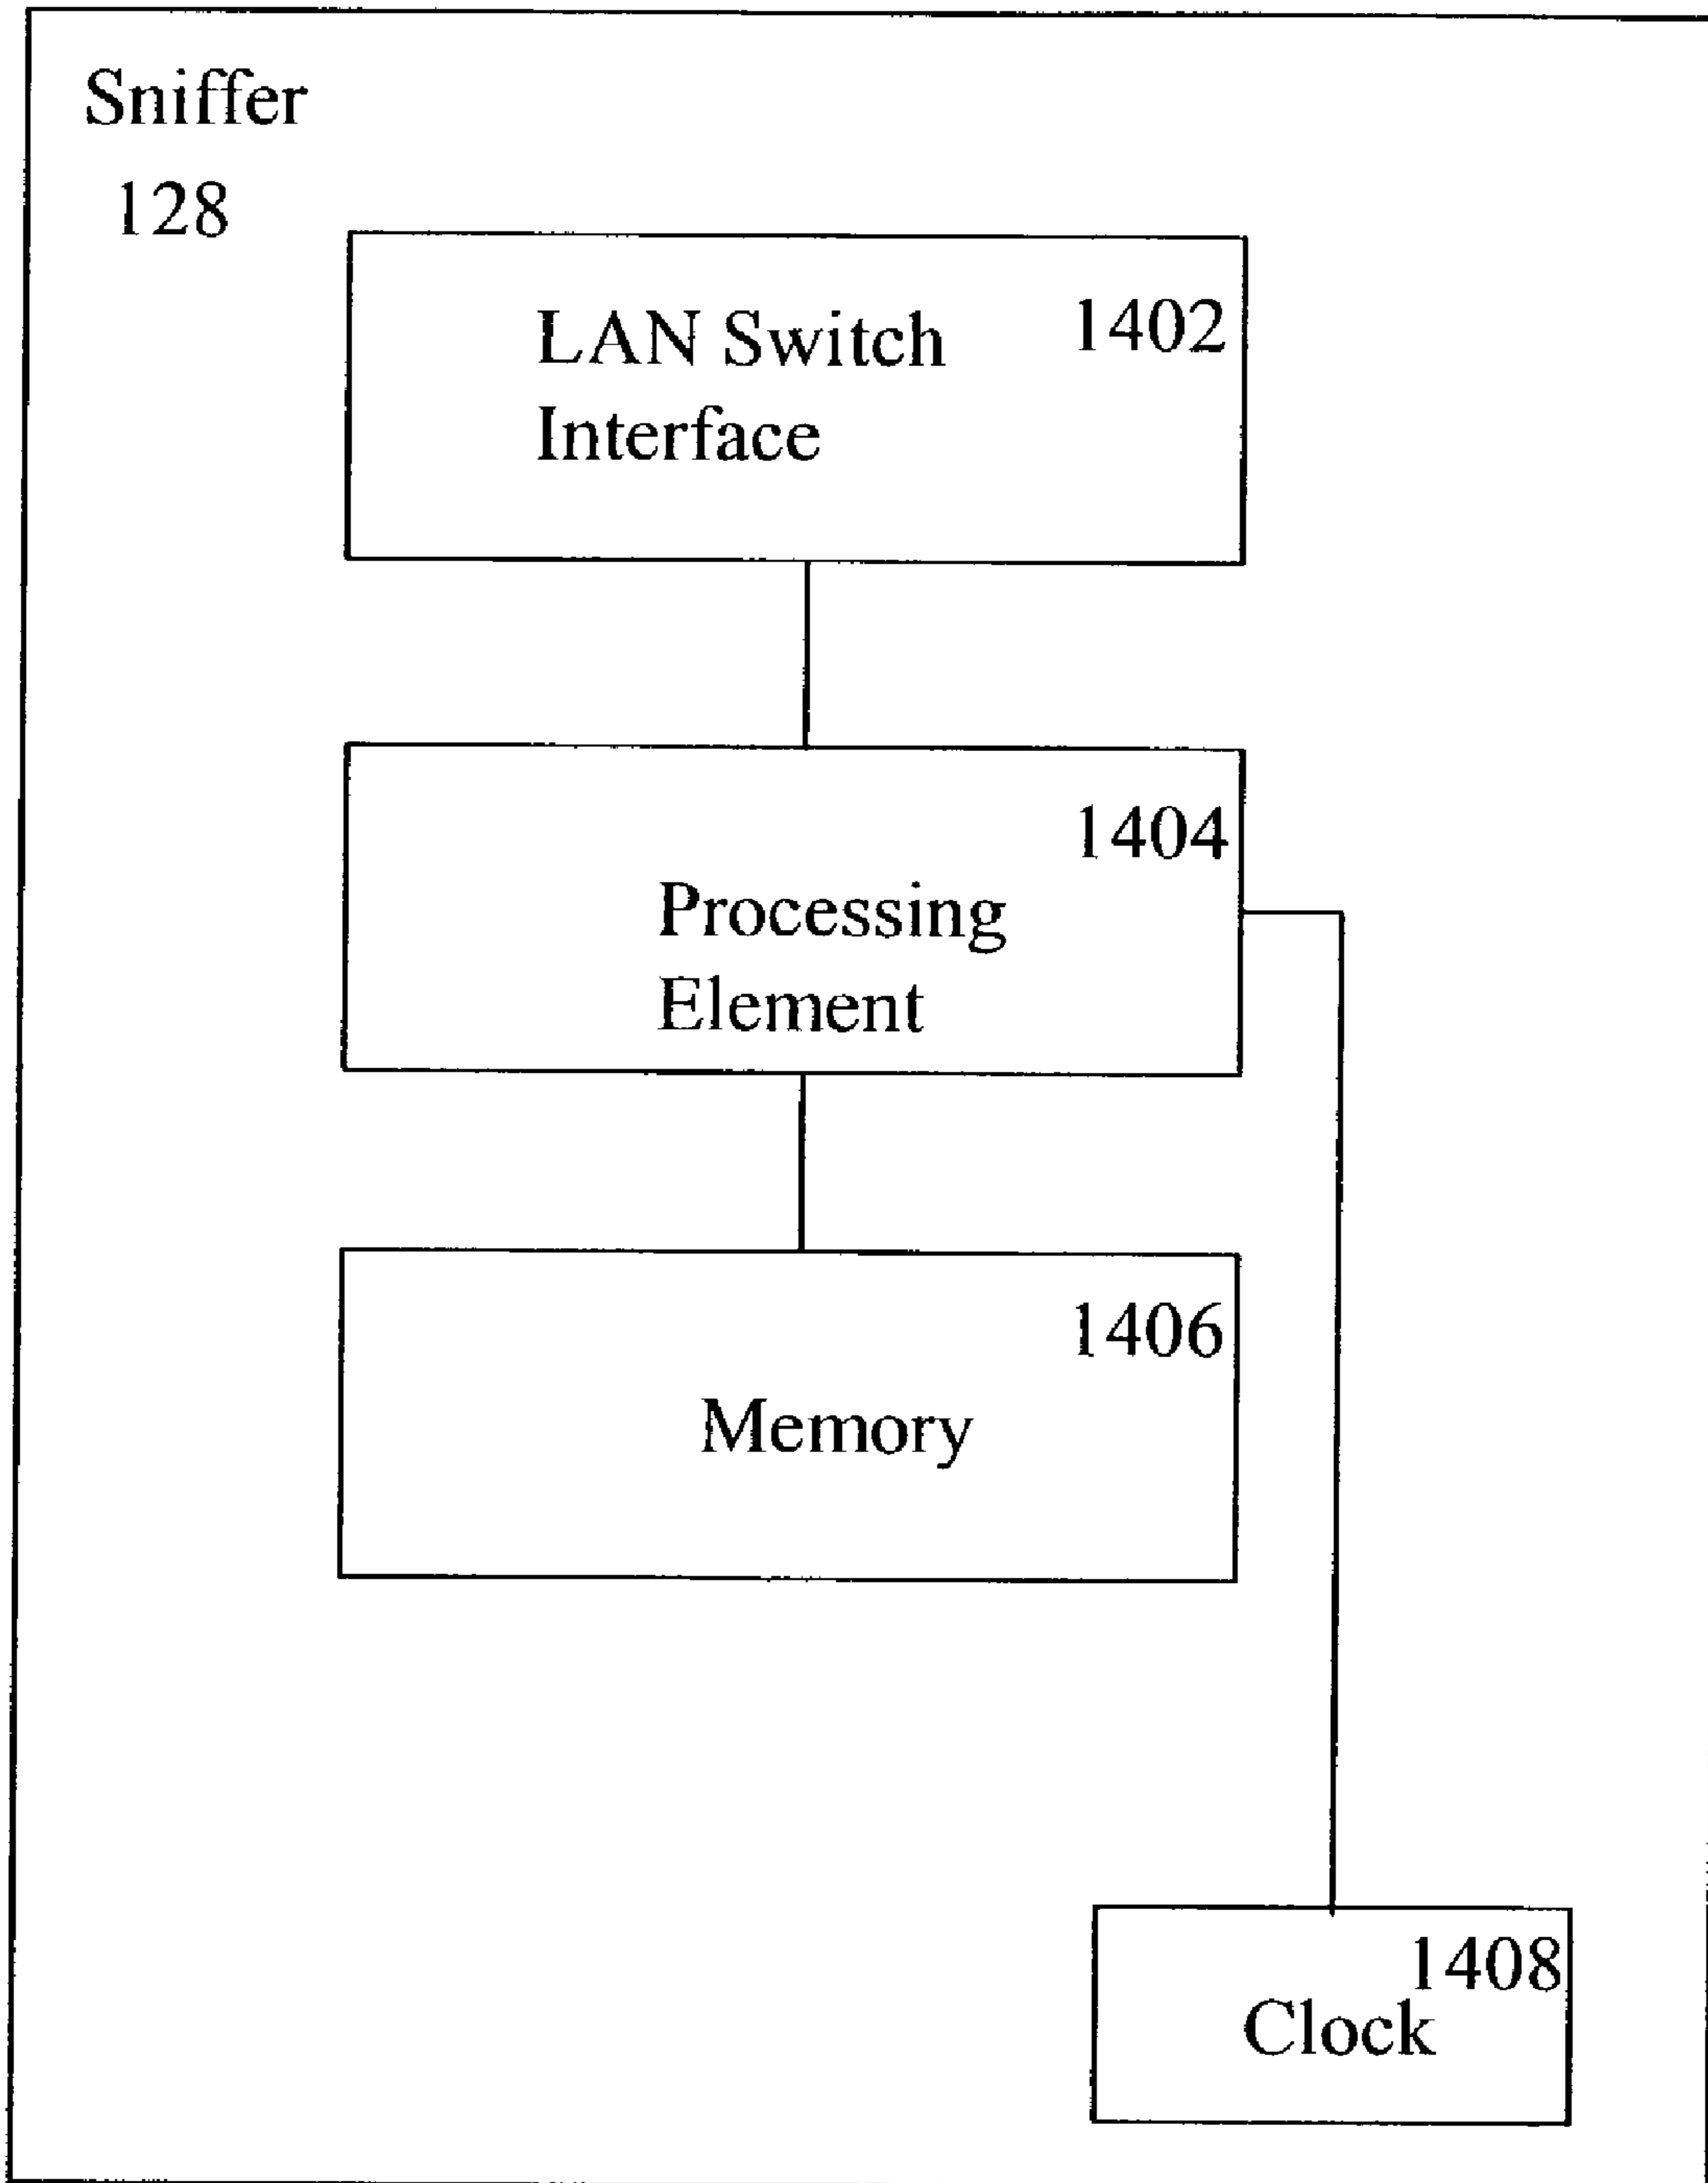 Sniffer
128
LAN Switch 1402
Interface
1404
Processing
Element
1406
Memory
1408
Clock